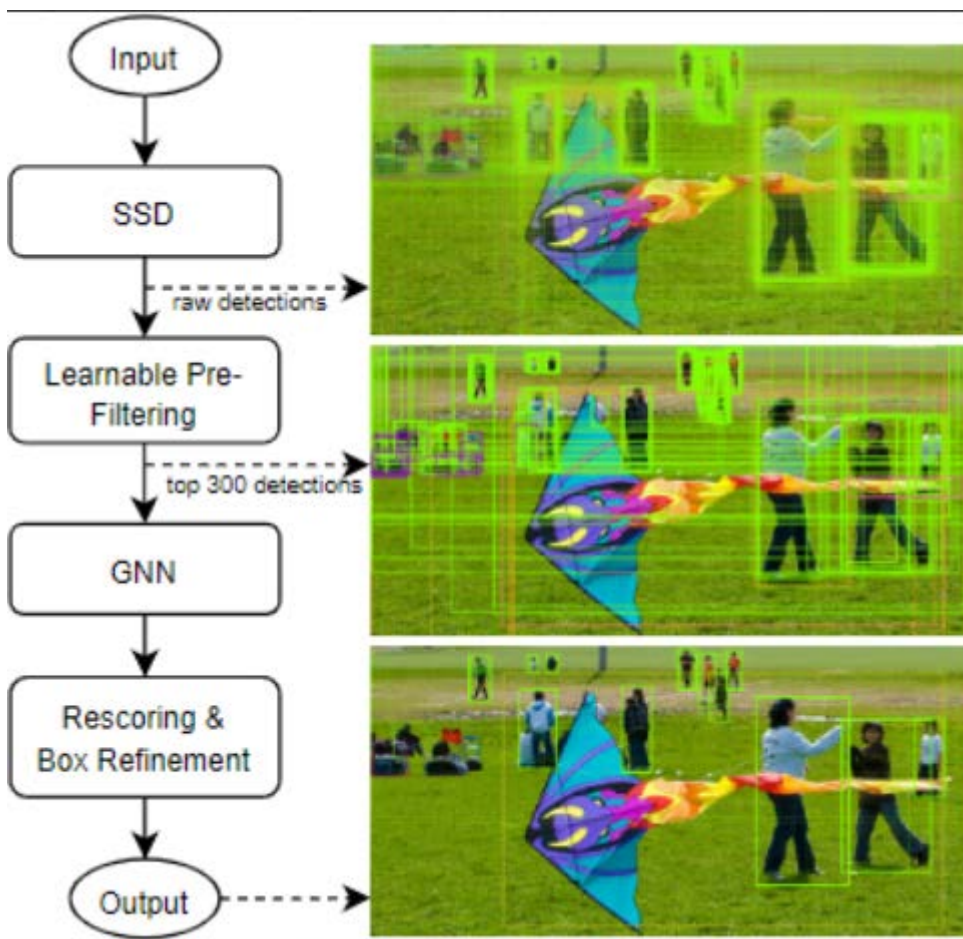 Input
SSD
raw detections
Learnable Pre-
Filtering
top 300 detections
GNN
Rescoring &
Box Refinement
Output